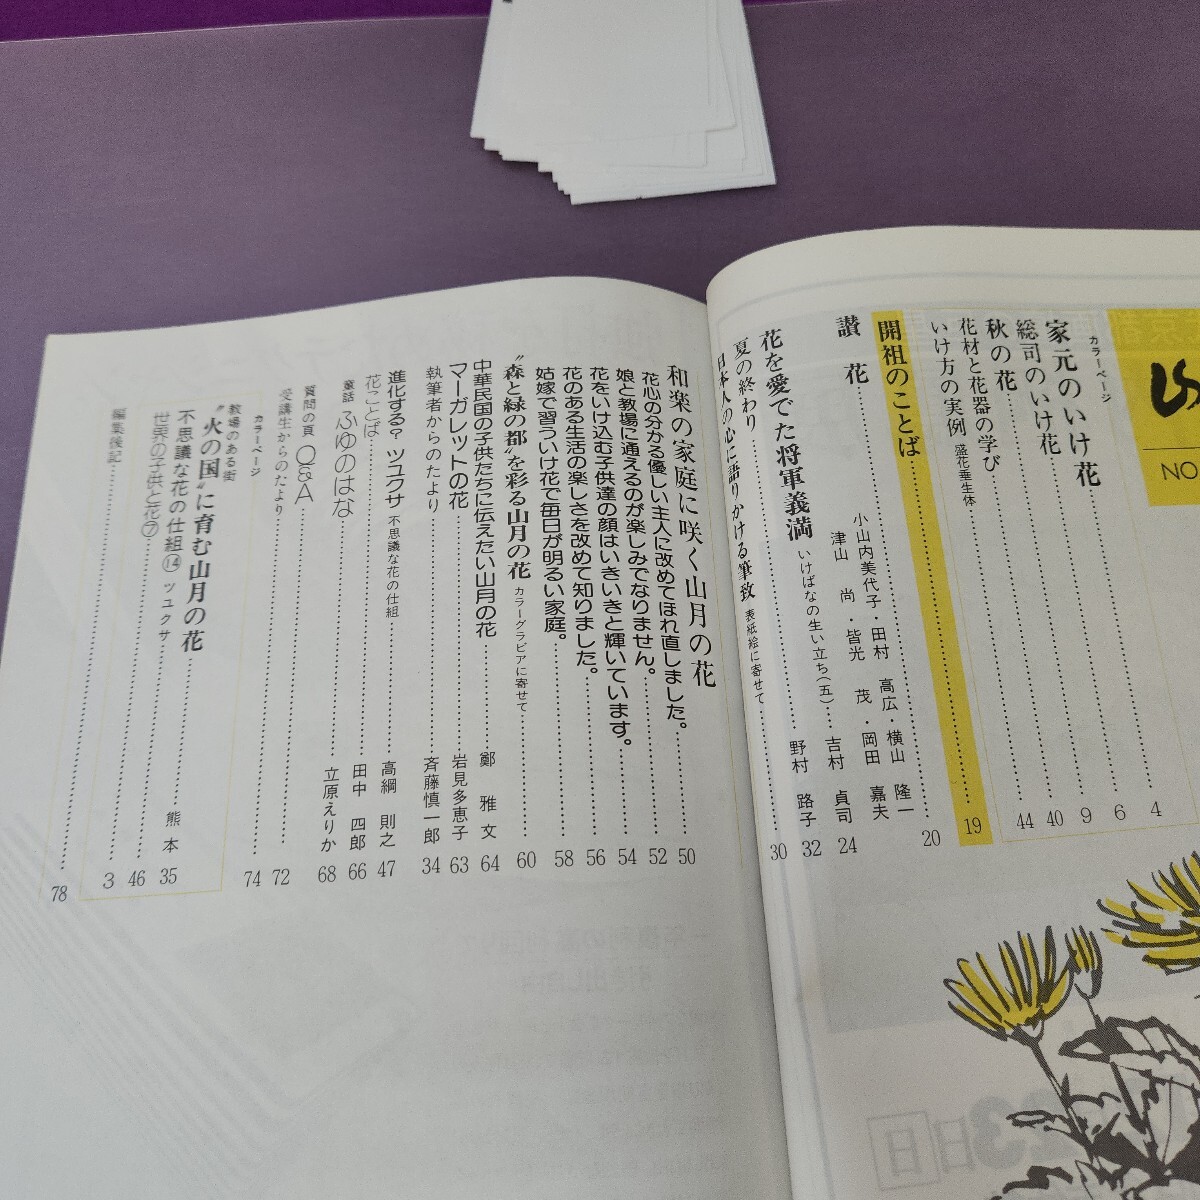 NO
カラーページ
家元のいけ花 4
総司のいけ花 6
秋の花 9
花材と花器の学び 40
いけ方の実例 盛花垂生体 44
開祖のことば 19
讃花 20
小山内美代子・田村 高広・横山 隆一
津山 尚・皆光 茂・岡田 嘉夫
花を愛でた将軍義満 いけばなの生い立ち(五) 吉村 貞司 24
夏の終わり 野村 路子 32
日本人の心に語りかける筆致 表紙絵に寄せて 30
和楽の家庭に咲く山月の花
花心の分かる優しい主人に改めてほれ直しました。 50
娘と教場に通えるのが楽しみでなりません。 52
花をいけ込む子供達の顔はいきいきと輝いています。 54
花のある生活の楽しさを改めて知りました。 56
姑嫁で習ういけ花で毎日が明るい家庭。 58
〝森と緑の都〟を彩る山月の花 カラーグラビアに寄せて 60
中華民国の子供たちに伝えたい山月の花 鄭 雅文 64
マーガレットの花 岩見多恵子 63
執筆者からのたより 斉藤慎一郎 34
進化する? ツユクサ 不思議な花の仕組 高綱 則之 47
花ことば 田中 四郎 66
童話 ふゆのはな 立原えりか 68
質問の頁 Q&A 72
受講生からのたより 74
カラーページ
教場のある街
〝火の国〟に育む山月の花 熊本 35
不思議な花の仕組⑭ ツユクサ 46
世界の子供と花⑦ 3
編集後記 78